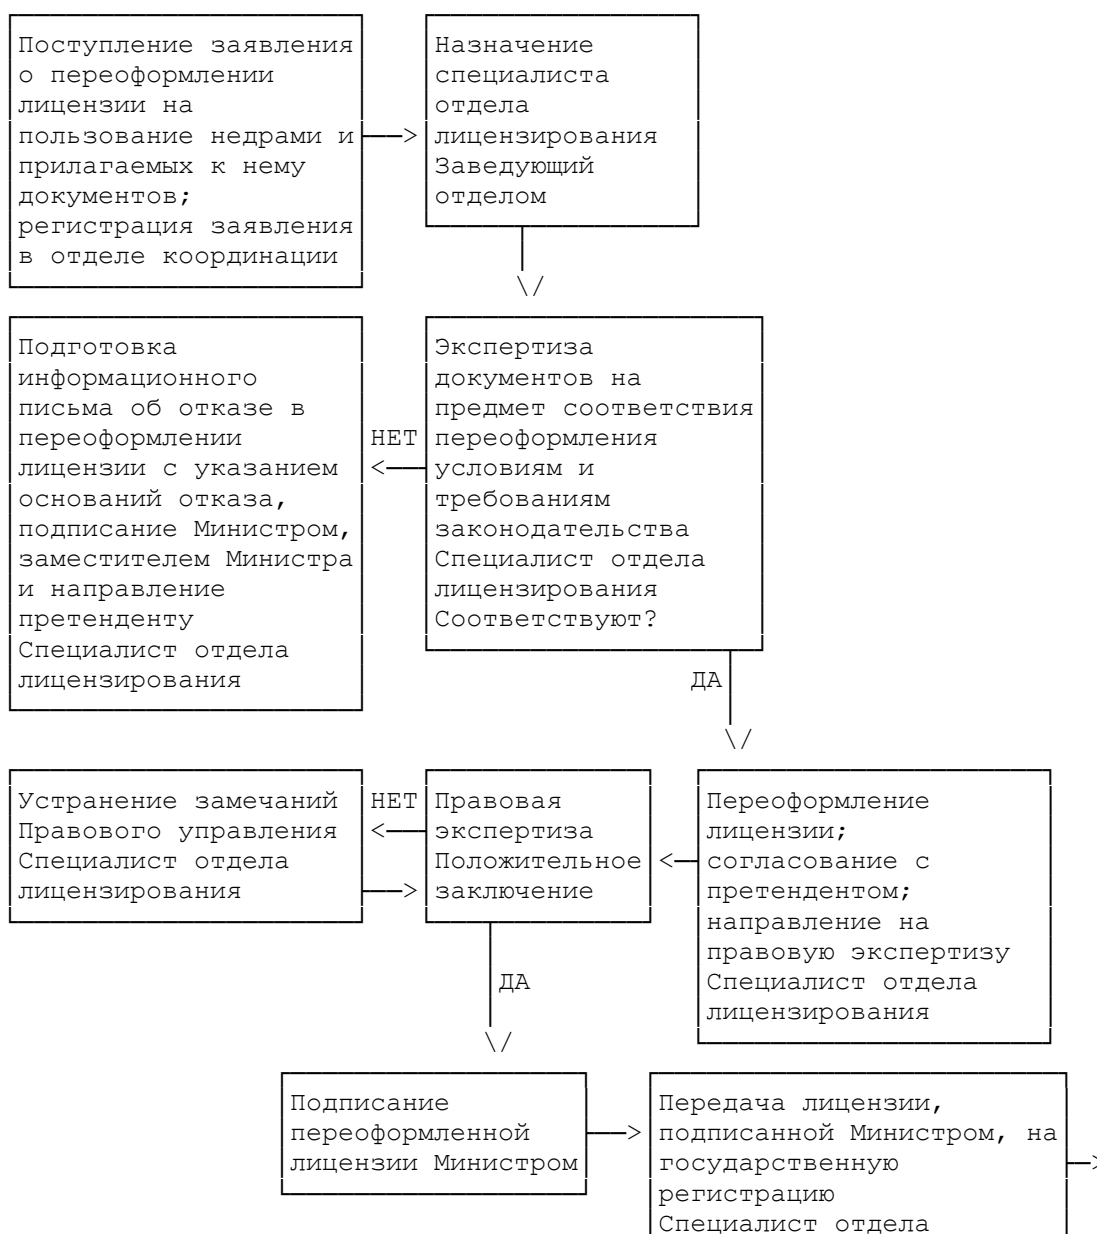 Поступление заявления
о переоформлении
лицензии на
пользование недрами и
прилагаемых к нему
документов;
регистрация заявления
в отделе координации
Назначение
специалиста
отдела
лицензирования
Заведующий
отделом
Подготовка
информационного
письма об отказе в
переоформлении
лицензии с указанием
оснований отказа,
подписание Министром,
заместителем Министра
и направление
претенденту
Специалист отдела
лицензирования
НЕТ
Экспертиза
документов на
предмет соответствия
переоформления
условиям и
требованиям
законодательства
Специалист отдела
лицензирования
Соответствуют?
ДА
Устранение замечаний
Правового управления
Специалист отдела
лицензирования
НЕТ
Правовая
экспертиза
Положительное
заключение
Переоформление
лицензии;
согласование с
претендентом;
направление на
правовую экспертизу
Специалист отдела
лицензирования
ДА
Подписание
переоформленной
лицензии Министром
Передача лицензии,
подписанной Министром, на
государственную
регистрацию
Специалист отдела